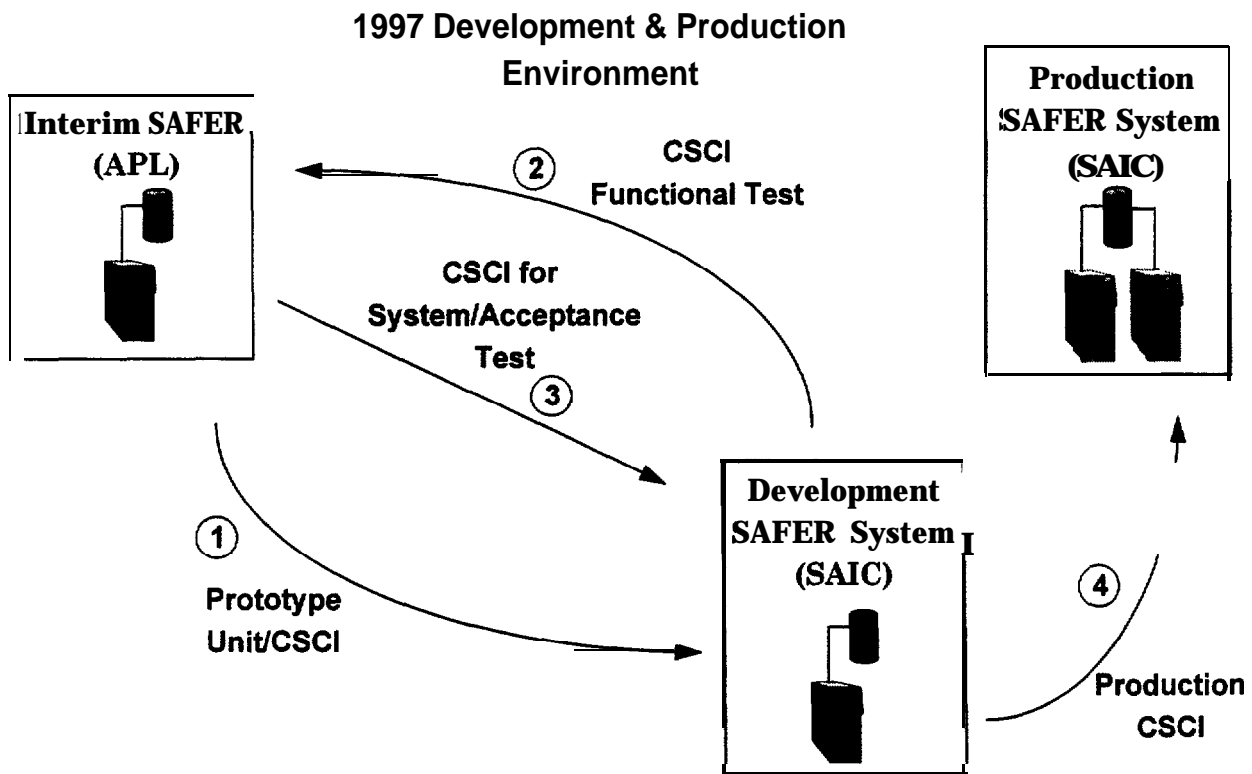 1997 Development & Production
Environment
Interim SAFER
(APL)
Production
SAFER System
(SAIC)
2
CSCI
Functional Test
CSCI for
System/Acceptance
Test
3
Development
SAFER System
(SAIC)
1
Prototype
Unit/CSCI
4
Production
CSCI